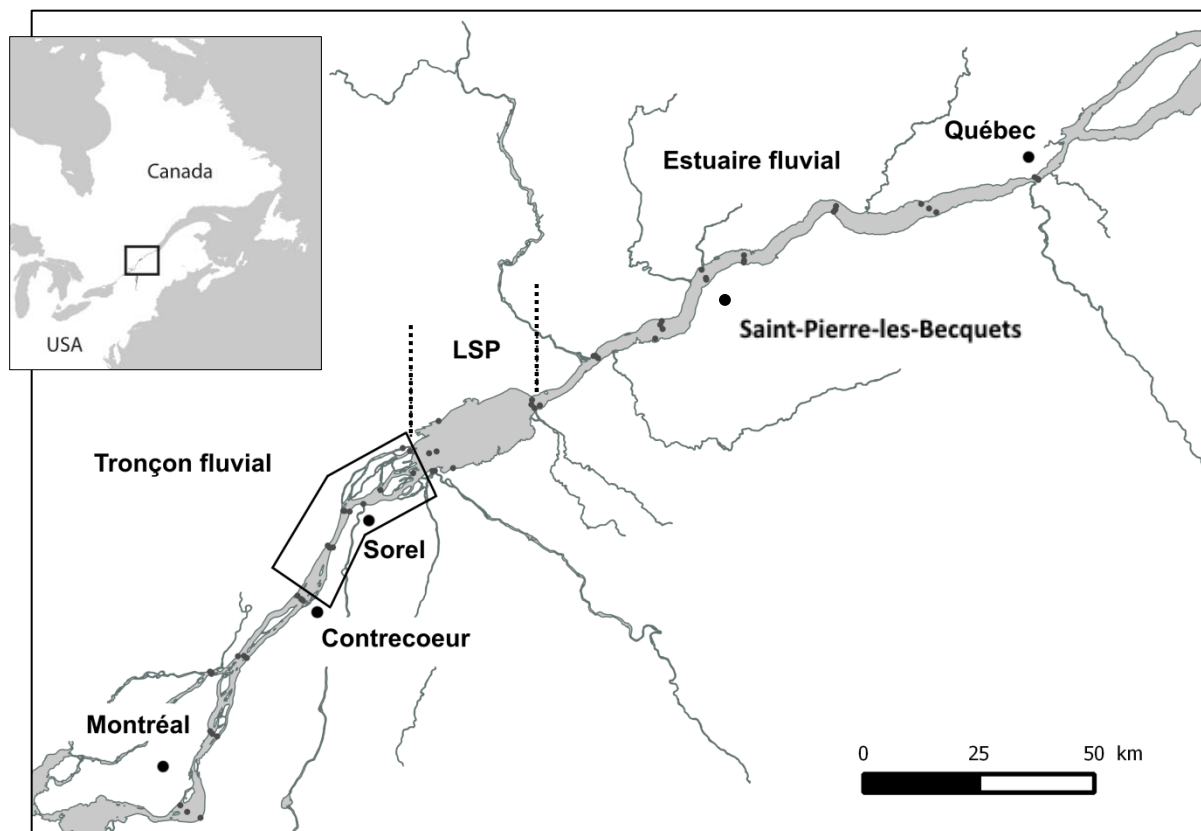 Canada
USA
Québec
Estuaire fluvial
Saint-Pierre-les-Becquets
LSP
Tronçon fluvial
Sorel
Contrecoeur
Montréal
0 25 50 km